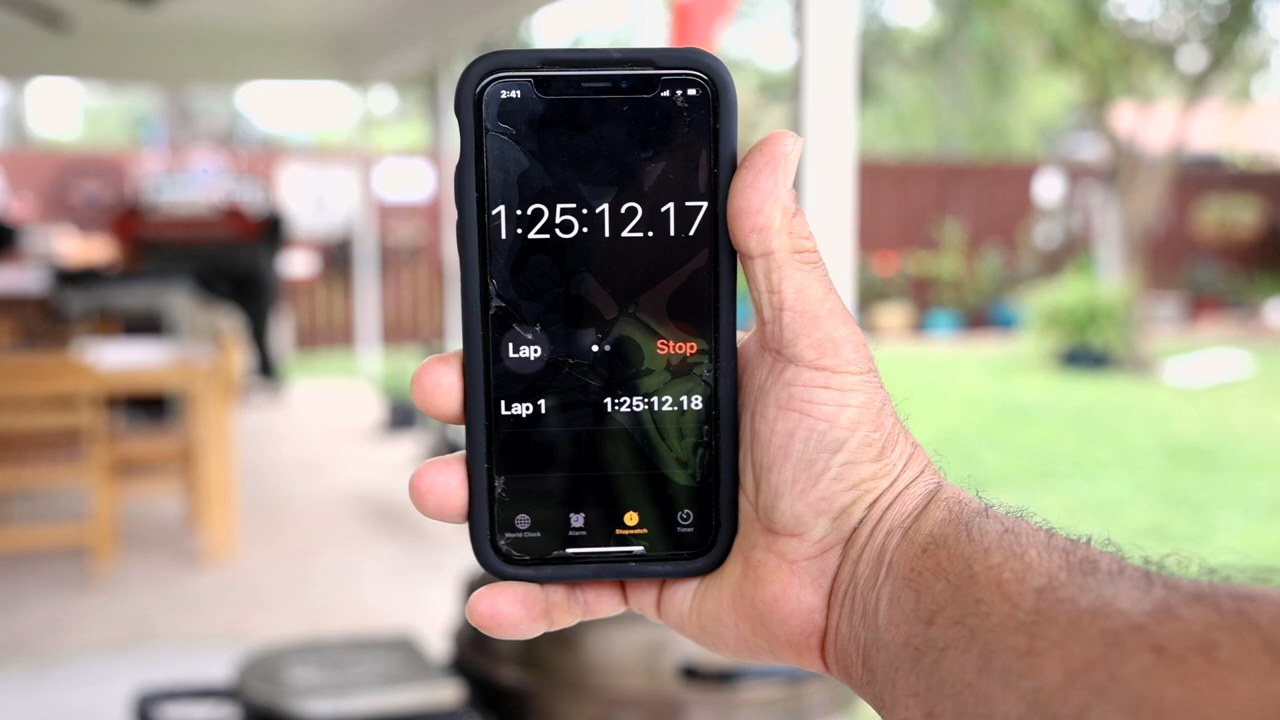 2:41
1:25:12.17
Lap Stop
Lap 1 1:25:12.18
World Clock Alarm Stopwatch Timer